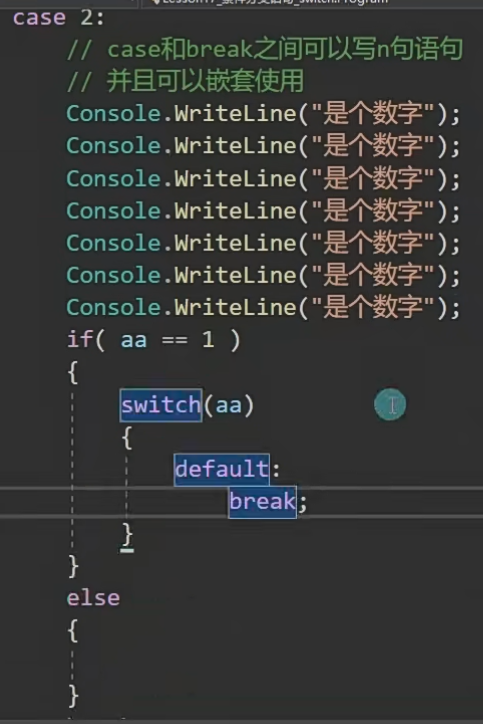 case 2:
// case和break之间可以写n句语句
// 并且可以嵌套使用
Console.WriteLine("是个数字");
Console.WriteLine("是个数字");
Console.WriteLine("是个数字");
Console.WriteLine("是个数字");
Console.WriteLine("是个数字");
Console.WriteLine("是个数字");
Console.WriteLine("是个数字");
if( aa == 1 )
{
switch(aa)
{
default:
break;
}
}
else
{
}